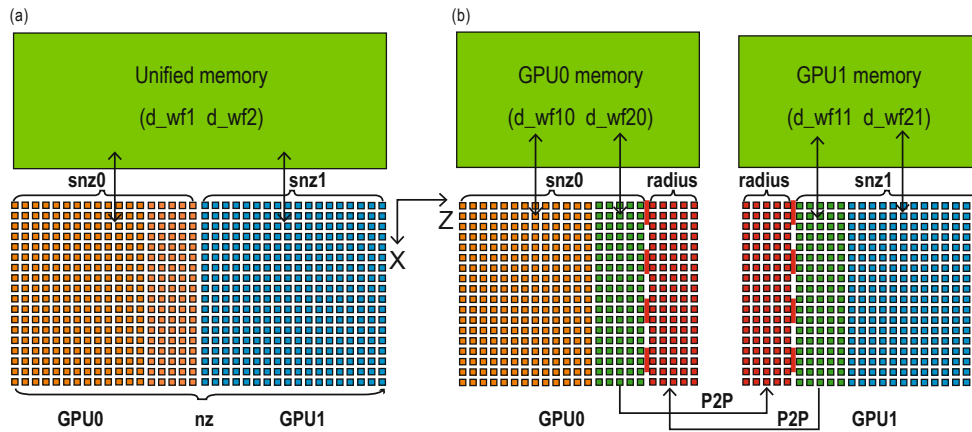 (a)
Unified memory
(d_wf1 d_wf2)
snz0
snz1
GPU0
nz
GPU1
Z
X
(b)
GPU0 memory
(d_wf10 d_wf20)
GPU1 memory
(d_wf11 d_wf21)
snz0
radius
radius
snz1
P2P
P2P
GPU0
GPU1